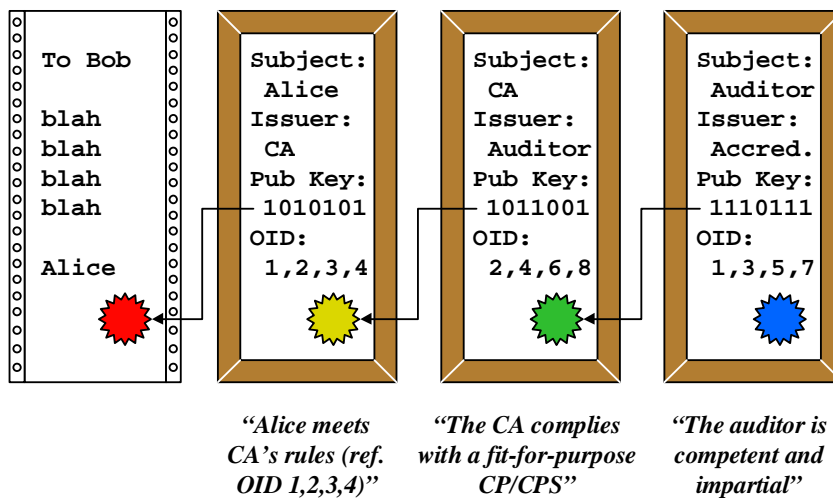 To Bob
blah
blah
blah
blah
Alice
Subject:
Alice
Issuer:
CA
Pub Key:
1010101
OID:
1,2,3,4
Subject:
CA
Issuer:
Auditor
Pub Key:
1011001
OID:
2,4,6,8
Subject:
Auditor
Issuer:
Accred.
Pub Key:
1110111
OID:
1,3,5,7
“Alice meets
CA’s rules (ref.
OID 1,2,3,4)”
“The CA complies
with a fit-for-purpose
CP/CPS”
“The auditor is
competent and
impartial”